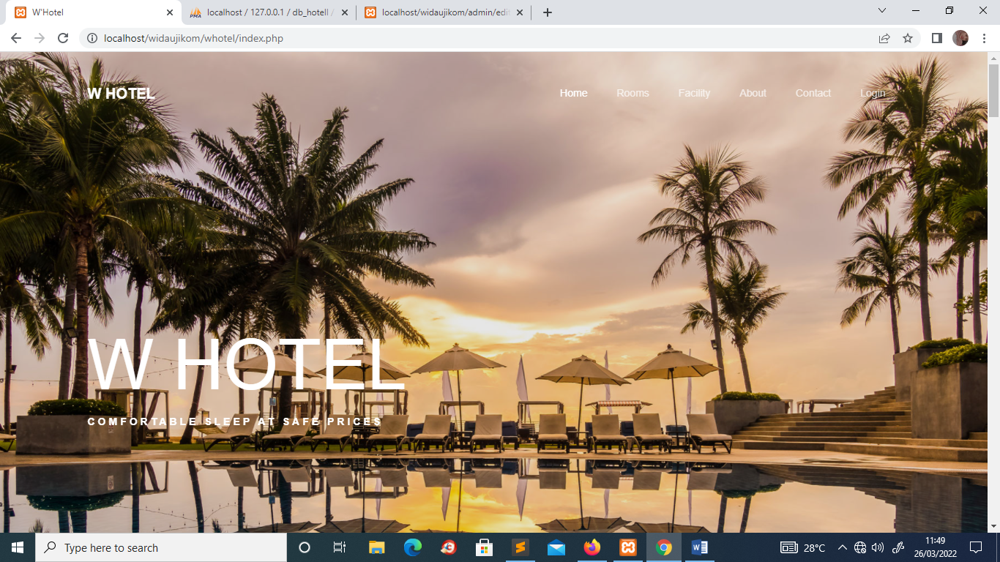 W'Hotel
localhost / 127.0.0.1 / db_hotell /
localhost/widaujikom/admin/edi
localhost/widaujikom/whotel/index.php
W HOTEL
Home Rooms Facility About Contact Login
W HOTEL
COMFORTABLE SLEEP AT SAFE PRICES
Type here to search
28°C
11:49
26/03/2022